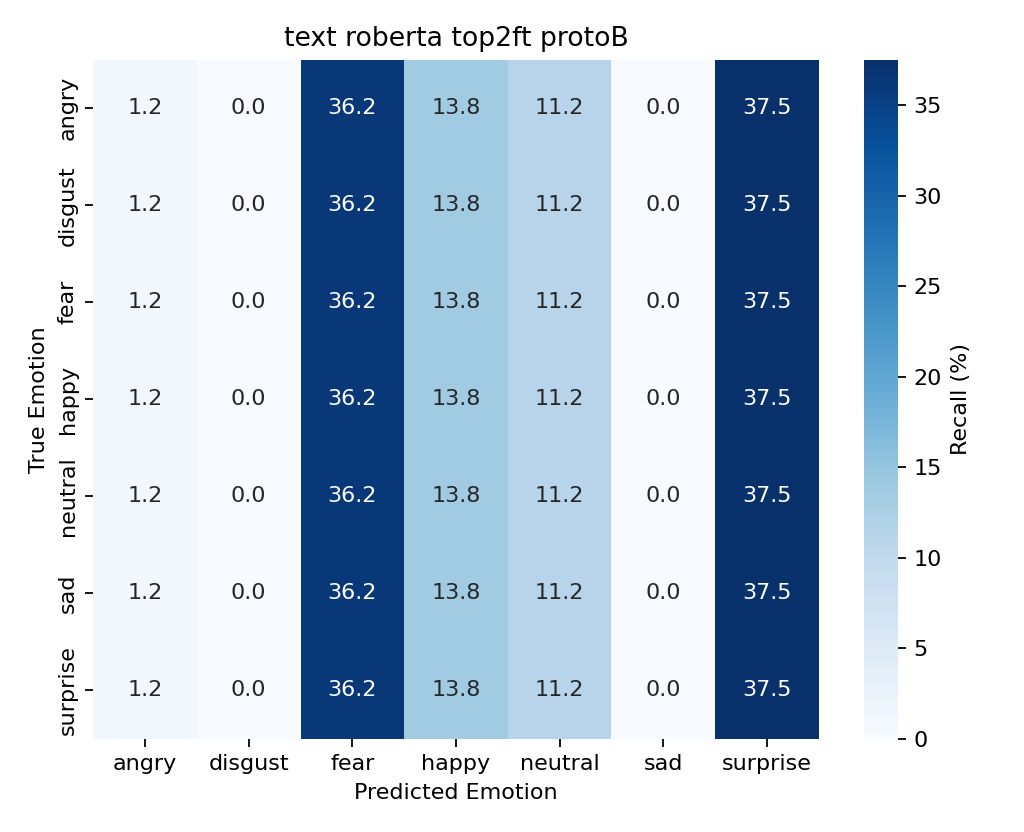 text roberta top2ft protoB
angry 1.2 0.0 36.2 13.8 11.2 0.0 37.5
disgust 1.2 0.0 36.2 13.8 11.2 0.0 37.5
fear 1.2 0.0 36.2 13.8 11.2 0.0 37.5
happy 1.2 0.0 36.2 13.8 11.2 0.0 37.5
neutral 1.2 0.0 36.2 13.8 11.2 0.0 37.5
sad 1.2 0.0 36.2 13.8 11.2 0.0 37.5
surprise 1.2 0.0 36.2 13.8 11.2 0.0 37.5
True Emotion
angry disgust fear happy neutral sad surprise
Predicted Emotion
35
30
25
20
15
10
5
0
Recall (%)